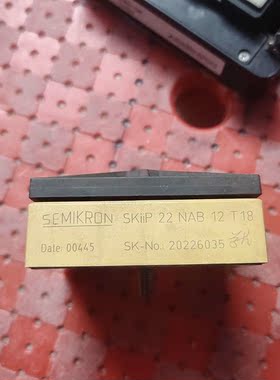 SEMIKRON SKiiP 22 NAB 12 T18
Date: 00445 SK-No.: 20226035